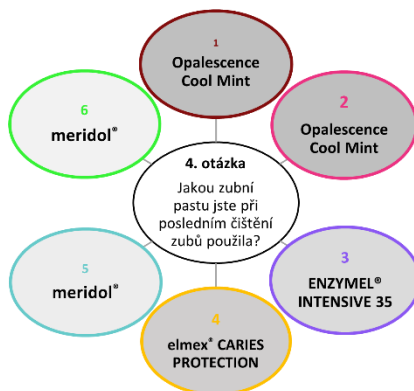 1
Opalescence
Cool Mint
2
Opalescence
Cool Mint
3
ENZYMEL®
INTENSIVE 35
4
elmex® CARIES
PROTECTION
5
meridol®
6
meridol®
4. otázka
Jakou zubní
pastu jste při
posledním čištění
zubů použila?